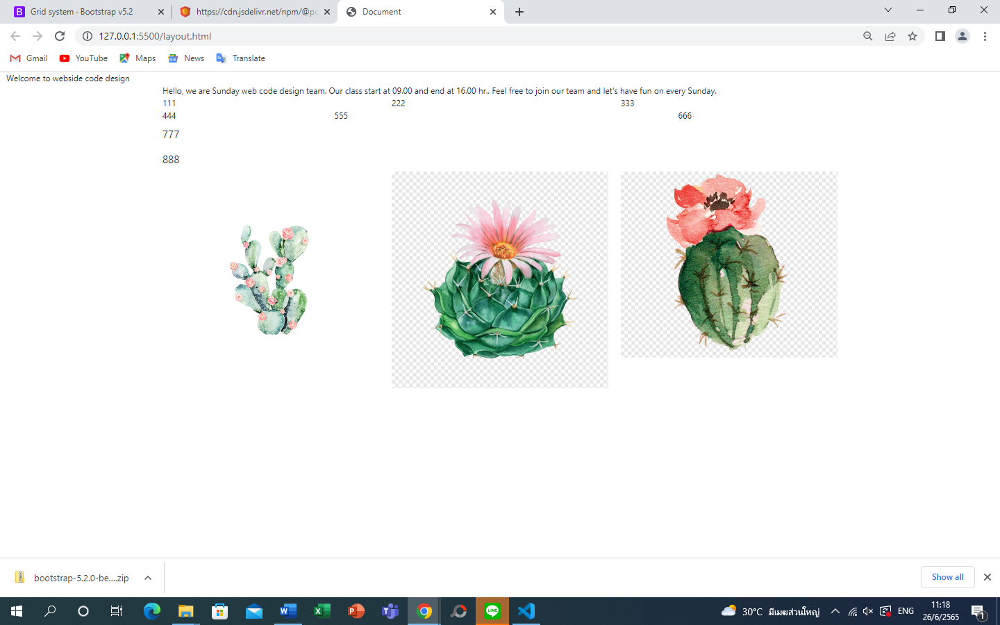 Grid system · Bootstrap v5.2
https://cdn.jsdelivr.net/npm/@po
Document
127.0.0.1:5500/layout.html
Gmail
YouTube
Maps
News
Translate
Welcome to webside code design
Hello, we are Sunday web code design team. Our class start at 09.00 and end at 16.00 hr.. Feel free to join our team and let's have fun on every Sunday.
111 222 333
444 555 666
777
888
bootstrap-5.2.0-be....zip
Show all
30°C มีเมฆส่วนใหญ่
ENG
11:18
26/6/2565
1